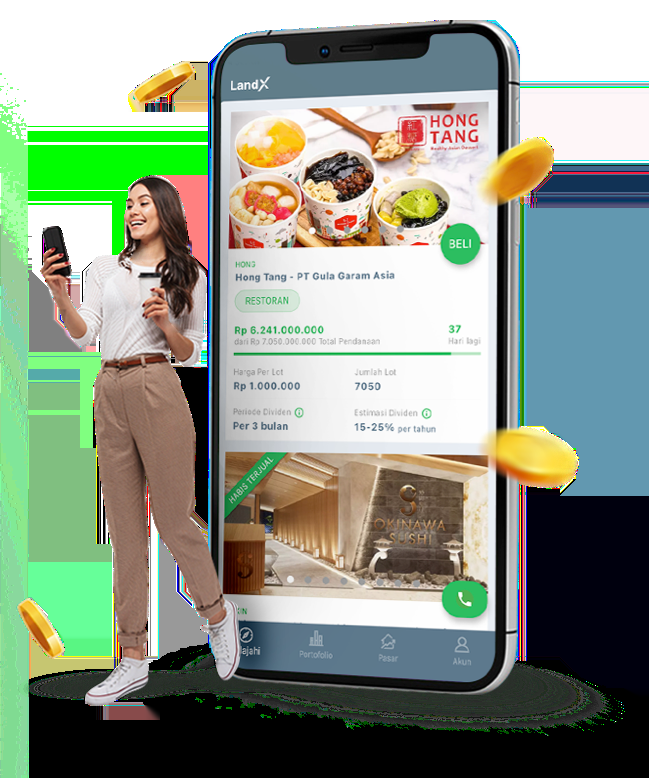 LandX
HONG
TANG
Healthy Asian Dessert
BELI
HONG
Hong Tang - PT Gula Garam Asia
RESTORAN
Rp 6.241.000.000
37
dari Rp 7.050.000.000 Total Pendanaan
Hari lagi
Harga Per Lot
Jumlah Lot
Rp 1.000.000
7050
Periode Dividen
Estimasi Dividen
Per 3 bulan
15-25% per tahun
HABIS TERJUAL
OKINAWA
SUSHI
Portofolio
Pasar
Akun